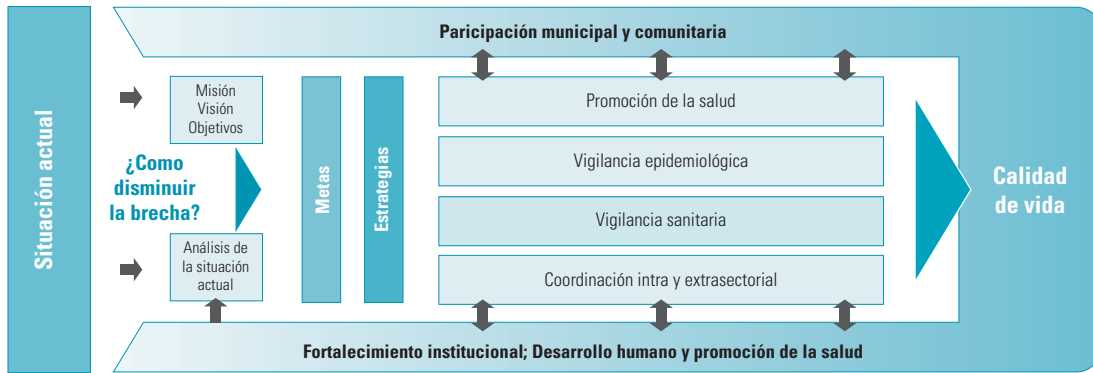 Situación actual
Paricipación municipal y comunitaria
Misión
Visión
Objetivos
¿Como
disminuir
la brecha?
Análisis de
la situación
actual
Metas
Estrategias
Promoción de la salud
Vigilancia epidemiológica
Vigilancia sanitaria
Coordinación intra y extrasectorial
Calidad
de vida
Fortalecimiento institucional; Desarrollo humano y promoción de la salud